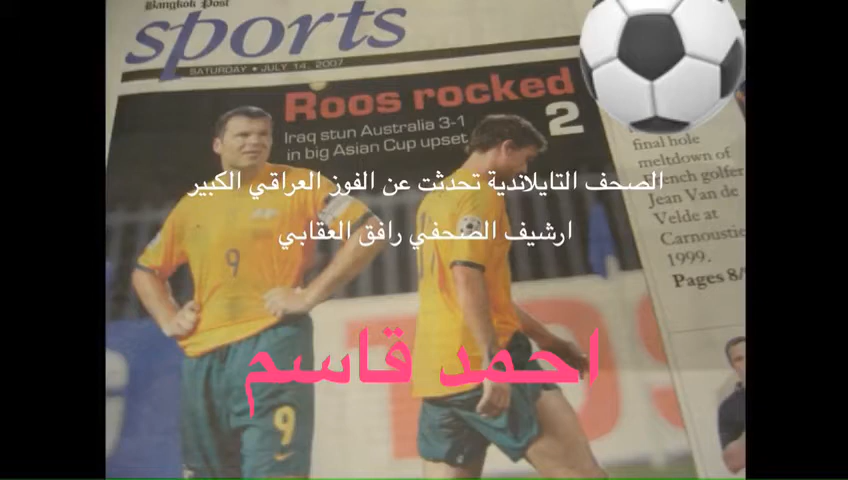 Bangkok Post
sports
SATURDAY • JULY 14, 2007
Roos rocked
Iraq stun Australia 3-1
in big Asian Cup upset
2
final hole
meltdown of
French golfer
Jean Van de
Velde at
Carnoustie
1999.
Pages 8/
الصحف التايلاندية تحدثت عن الفوز العراقي الكبير
ارشيف الصحفي رافق العقابي
احمد قاسم
9
9